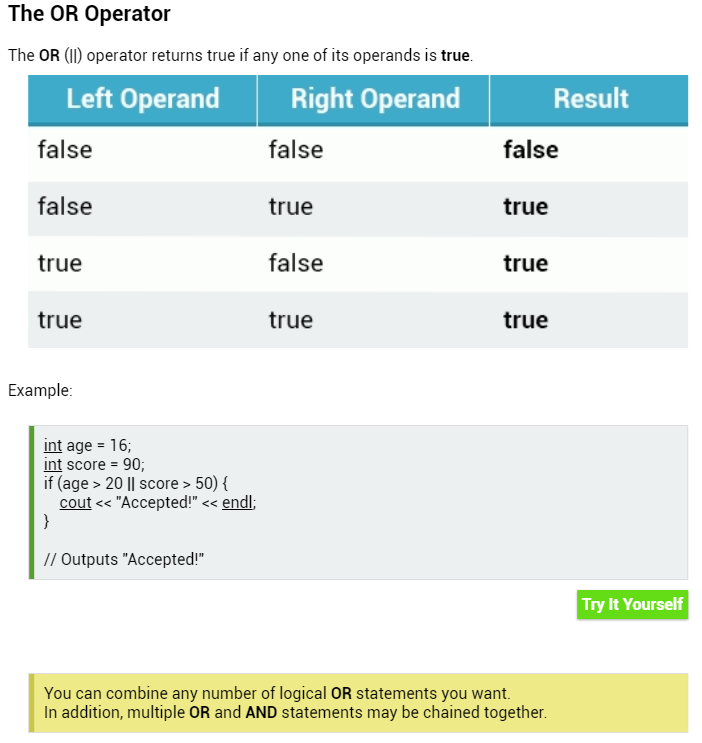 The OR Operator
The OR (||) operator returns true if any one of its operands is true.
Left Operand Right Operand Result
false false false
false true true
true false true
true true true
Example:
int age = 16;
int score = 90;
if (age > 20 || score > 50) {
    cout << "Accepted!" << endl;
}
// Outputs "Accepted!"
Try It Yourself
You can combine any number of logical OR statements you want.
In addition, multiple OR and AND statements may be chained together.